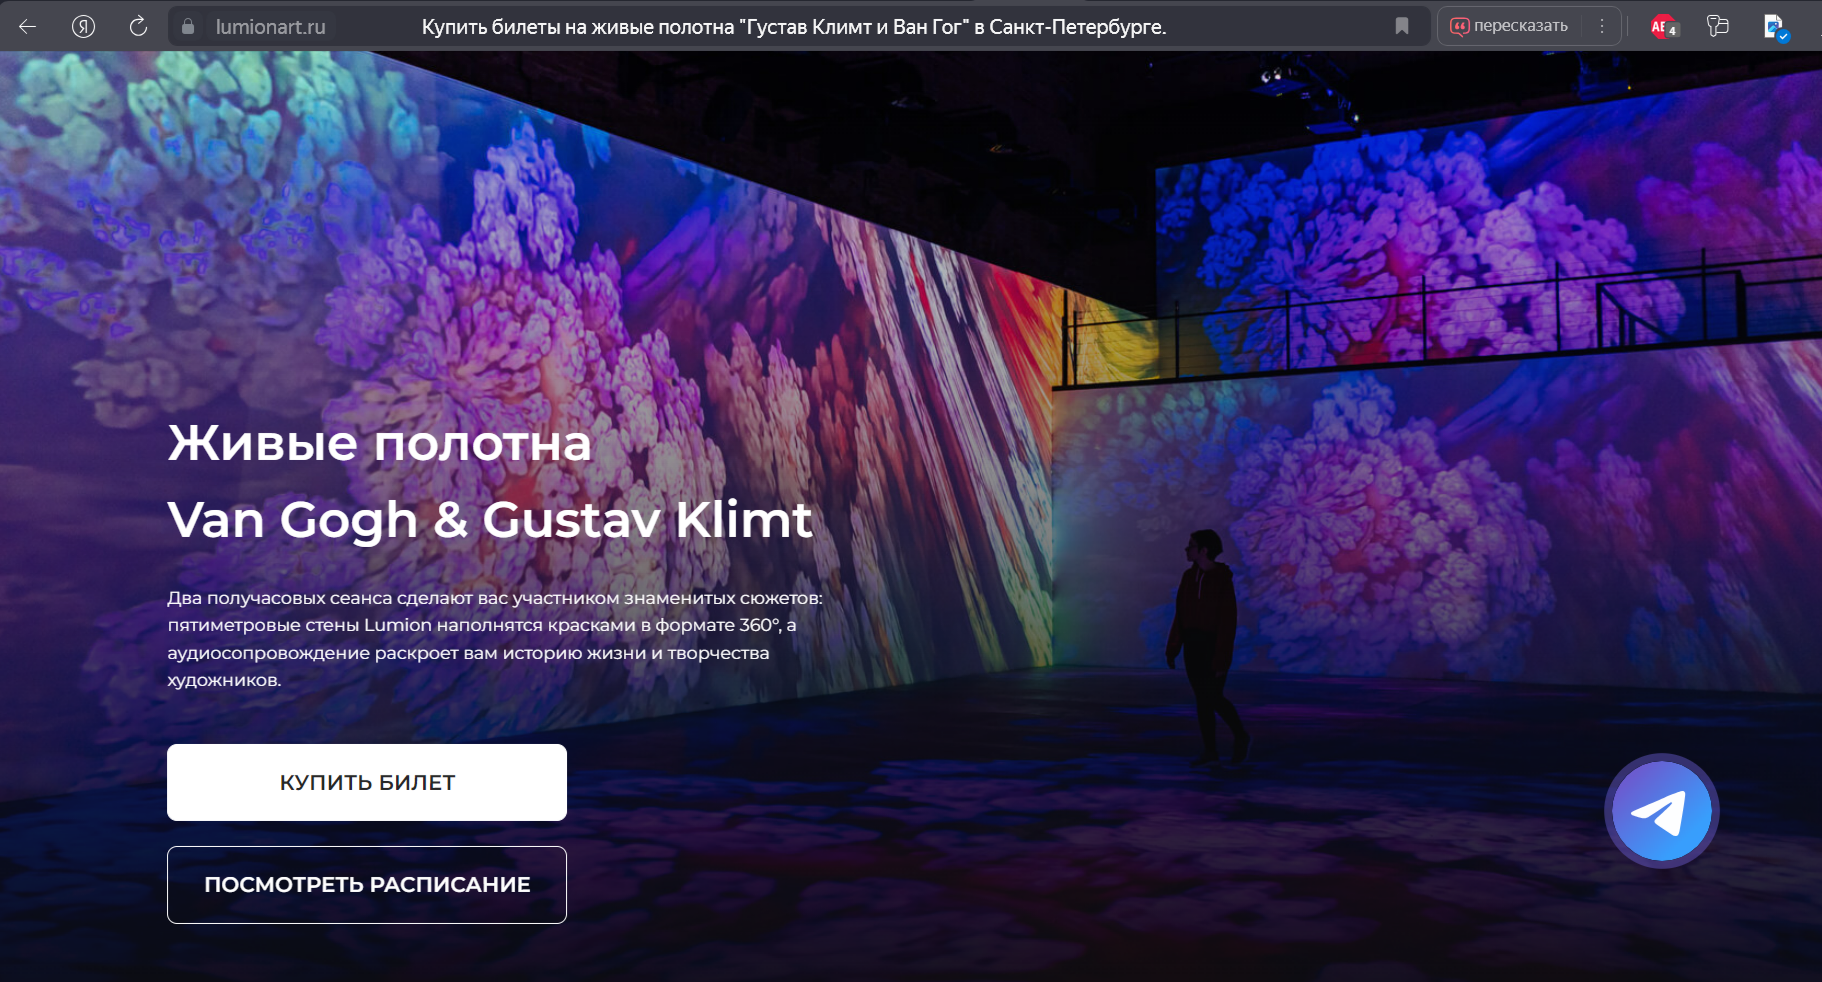 lumionart.ru
Купить билеты на живые полотна "Густав Климт и Ван Гог" в Санкт-Петербурге.
пересказать
4
Живые полотна
Van Gogh & Gustav Klimt
Два получасовых сеанса сделают вас участником знаменитых сюжетов:
пятиметровые стены Lumion наполнятся красками в формате 360°, а
аудиосопровождение раскроет вам историю жизни и творчества
художников.
КУПИТЬ БИЛЕТ
ПОСМОТРЕТЬ РАСПИСАНИЕ